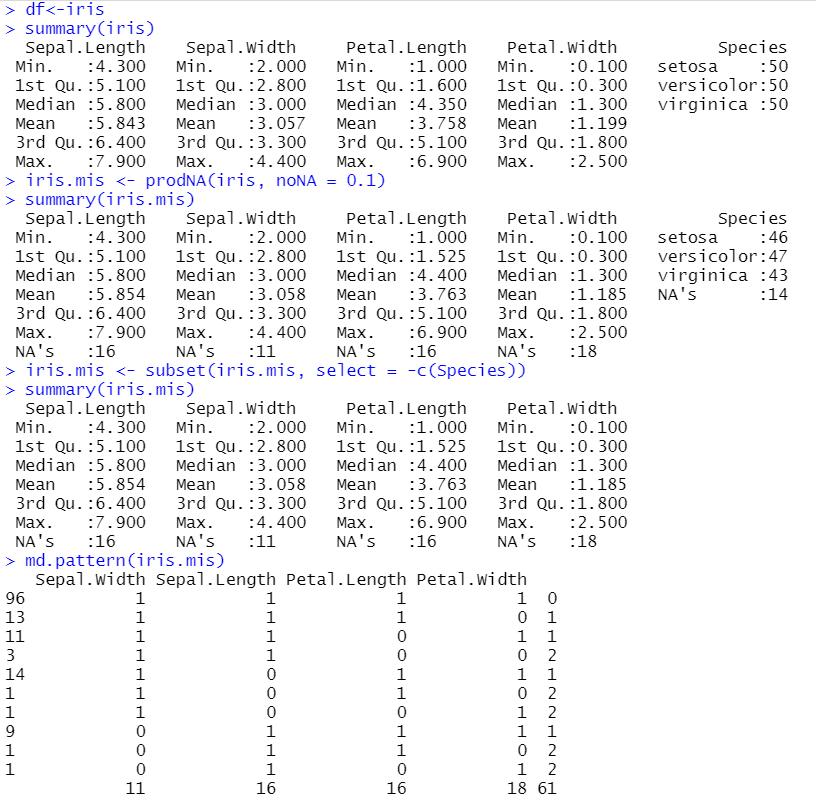 > df<-iris
> summary(iris)
  Sepal.Length    Sepal.Width     Petal.Length    Petal.Width          Species
 Min.   :4.300   Min.   :2.000   Min.   :1.000   Min.   :0.100   setosa    :50
 1st Qu.:5.100   1st Qu.:2.800   1st Qu.:1.600   1st Qu.:0.300   versicolor:50
 Median :5.800   Median :3.000   Median :4.350   Median :1.300   virginica :50
 Mean   :5.843   Mean   :3.057   Mean   :3.758   Mean   :1.199
 3rd Qu.:6.400   3rd Qu.:3.300   3rd Qu.:5.100   3rd Qu.:1.800
 Max.   :7.900   Max.   :4.400   Max.   :6.900   Max.   :2.500
> iris.mis <- prodNA(iris, noNA = 0.1)
> summary(iris.mis)
  Sepal.Length    Sepal.Width     Petal.Length    Petal.Width          Species
 Min.   :4.300   Min.   :2.000   Min.   :1.000   Min.   :0.100   setosa    :46
 1st Qu.:5.100   1st Qu.:2.800   1st Qu.:1.525   1st Qu.:0.300   versicolor:47
 Median :5.800   Median :3.000   Median :4.400   Median :1.300   virginica :43
 Mean   :5.854   Mean   :3.058   Mean   :3.763   Mean   :1.185   NA's      :14
 3rd Qu.:6.400   3rd Qu.:3.300   3rd Qu.:5.100   3rd Qu.:1.800
 Max.   :7.900   Max.   :4.400   Max.   :6.900   Max.   :2.500
 NA's   :16      NA's   :11      NA's   :16      NA's   :18
> iris.mis <- subset(iris.mis, select = -c(Species))
> summary(iris.mis)
  Sepal.Length    Sepal.Width     Petal.Length    Petal.Width
 Min.   :4.300   Min.   :2.000   Min.   :1.000   Min.   :0.100
 1st Qu.:5.100   1st Qu.:2.800   1st Qu.:1.525   1st Qu.:0.300
 Median :5.800   Median :3.000   Median :4.400   Median :1.300
 Mean   :5.854   Mean   :3.058   Mean   :3.763   Mean   :1.185
 3rd Qu.:6.400   3rd Qu.:3.300   3rd Qu.:5.100   3rd Qu.:1.800
 Max.   :7.900   Max.   :4.400   Max.   :6.900   Max.   :2.500
 NA's   :16      NA's   :11      NA's   :16      NA's   :18
> md.pattern(iris.mis)
   Sepal.Width Sepal.Length Petal.Length Petal.Width
96           1            1            1           1  0
13           1            1            1           0  1
11           1            1            0           1  1
3            1            1            0           0  2
14           1            0            1           1  1
1            1            0            1           0  2
1            1            0            0           1  2
9            0            1            1           1  1
1            0            1            1           0  2
1            0            1            0           1  2
            11           16           16          18 61